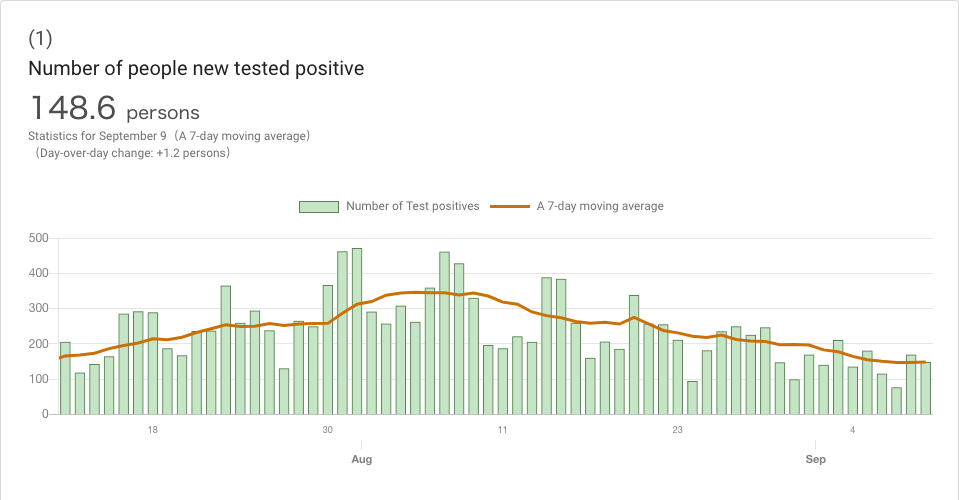 (1)
Number of people new tested positive
148.6 persons
Statistics for September 9（A 7-day moving average）
（Day-over-day change: +1.2 persons）
Number of Test positives A 7-day moving average
500
400
300
200
100
0
18 30 11 23 4
Aug Sep